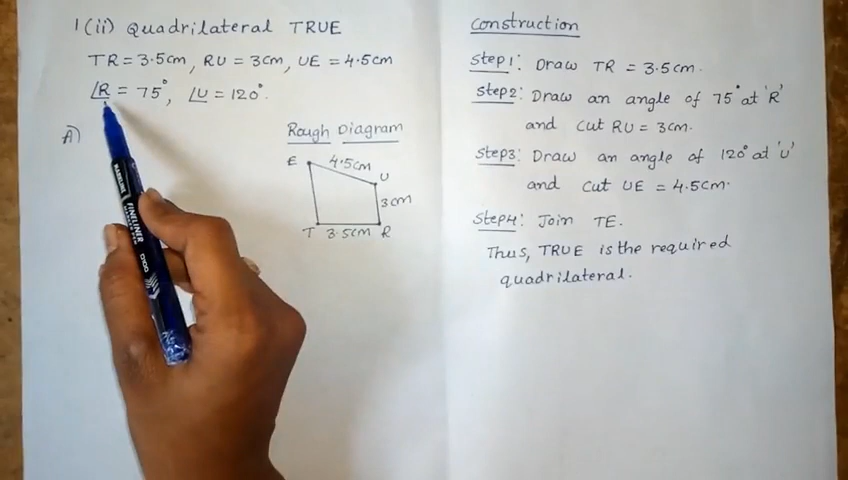 1(ii) Quadrilateral TRUE
TR = 3.5cm, RU = 3cm, UE = 4.5cm
∠R = 75°, ∠U = 120°.
A)
Rough Diagram
E 4.5cm U
3cm
T 3.5cm R
Construction
Step1: Draw TR = 3.5cm.
Step2: Draw an angle of 75° at 'R'
and cut RU = 3cm.
Step3: Draw an angle of 120° at 'U'
and cut UE = 4.5cm.
Step4: Join TE.
Thus, TRUE is the required
quadrilateral.
FINELINER